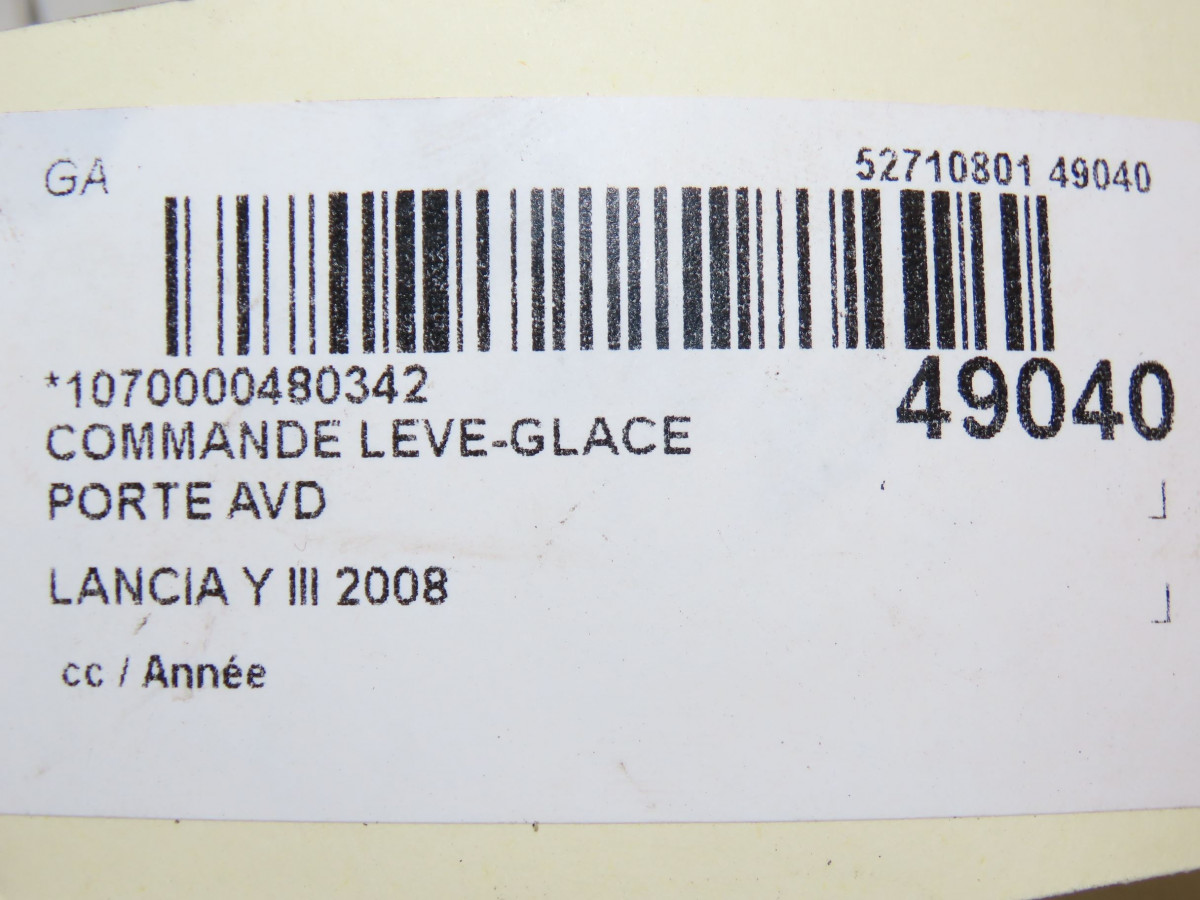 GA
52710801 49040
*1070000480342
49040
COMMANDE LEVE-GLACE
PORTE AVD
LANCIA Y III 2008
cc / Année